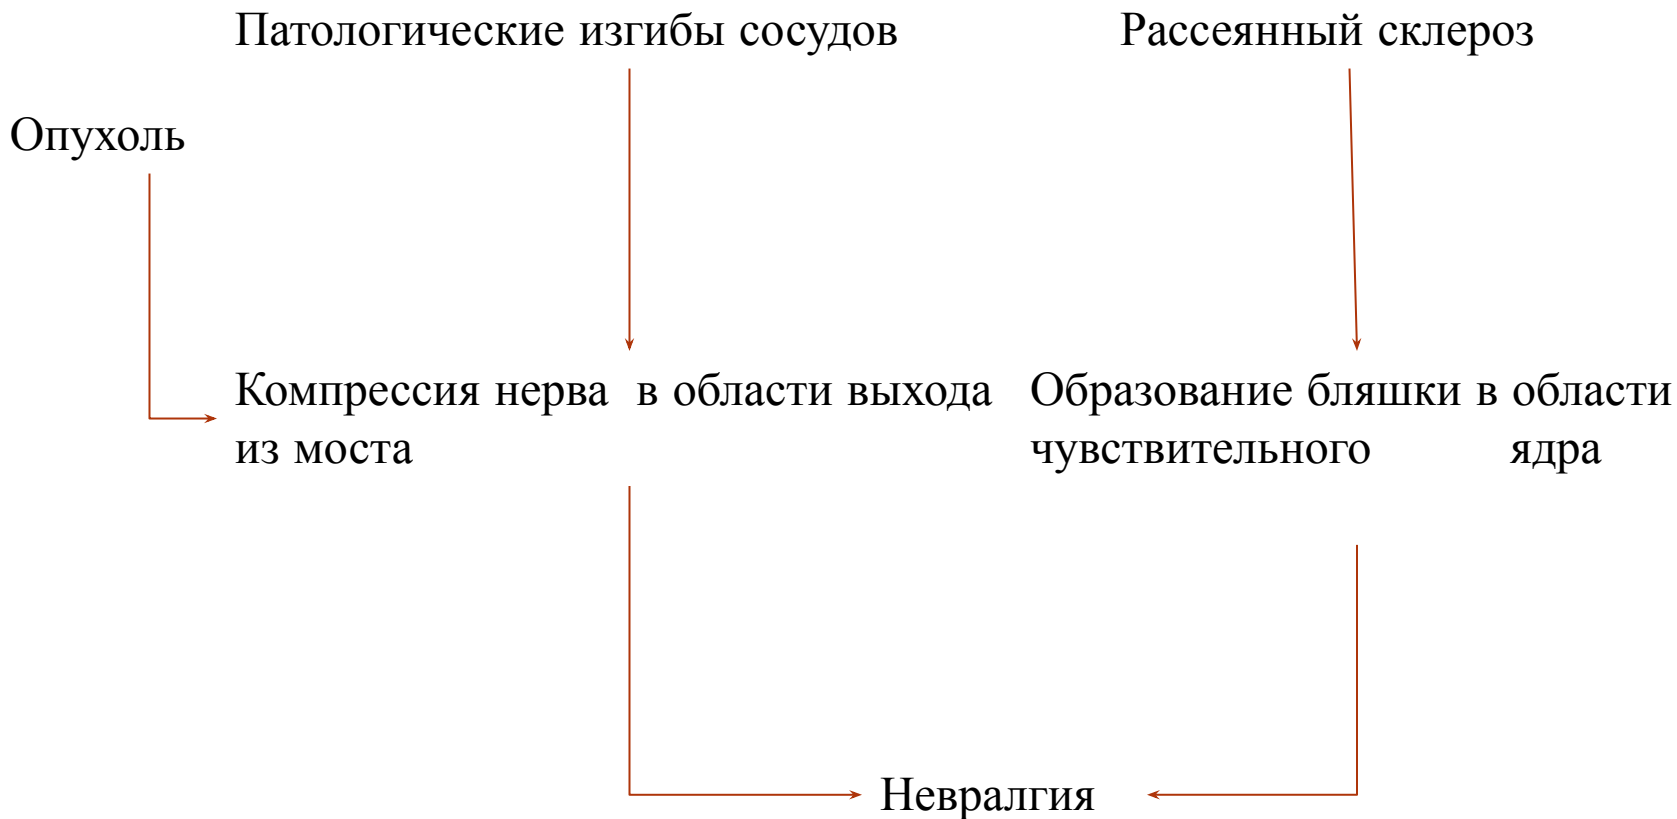 Патологические изгибы сосудов
Рассеянный склероз
Опухоль
Компрессия нерва в области выхода
из моста
Образование бляшки в области
чувствительного ядра
Невралгия